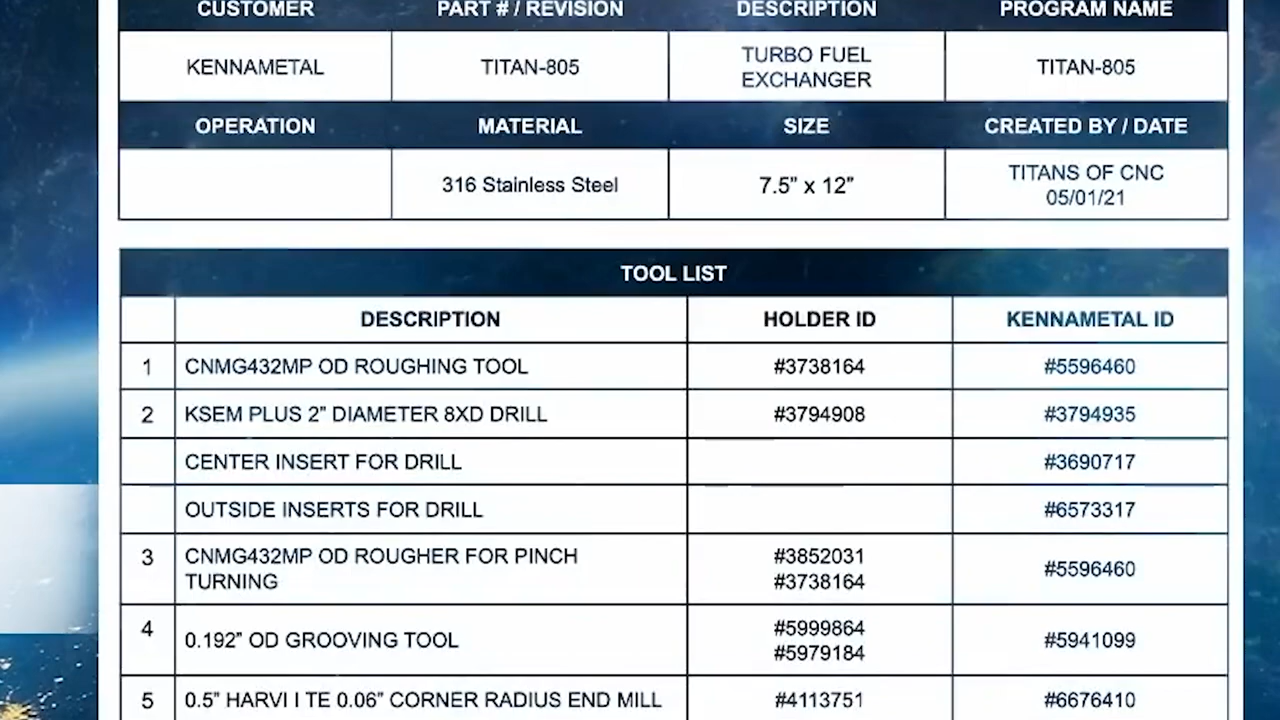 CUSTOMER PART # / REVISION DESCRIPTION PROGRAM NAME
KENNAMETAL TITAN-805 TURBO FUEL EXCHANGER TITAN-805
OPERATION MATERIAL SIZE CREATED BY / DATE
316 Stainless Steel 7.5" x 12" TITANS OF CNC 05/01/21
TOOL LIST
DESCRIPTION HOLDER ID KENNAMETAL ID
1 CNMG432MP OD ROUGHING TOOL #3738164 #5596460
2 KSEM PLUS 2" DIAMETER 8XD DRILL #3794908 #3794935
CENTER INSERT FOR DRILL #3690717
OUTSIDE INSERTS FOR DRILL #6573317
3 CNMG432MP OD ROUGHER FOR PINCH TURNING #3852031 #3738164 #5596460
4 0.192" OD GROOVING TOOL #5999864 #5979184 #5941099
5 0.5" HARVI I TE 0.06" CORNER RADIUS END MILL #4113751 #6676410